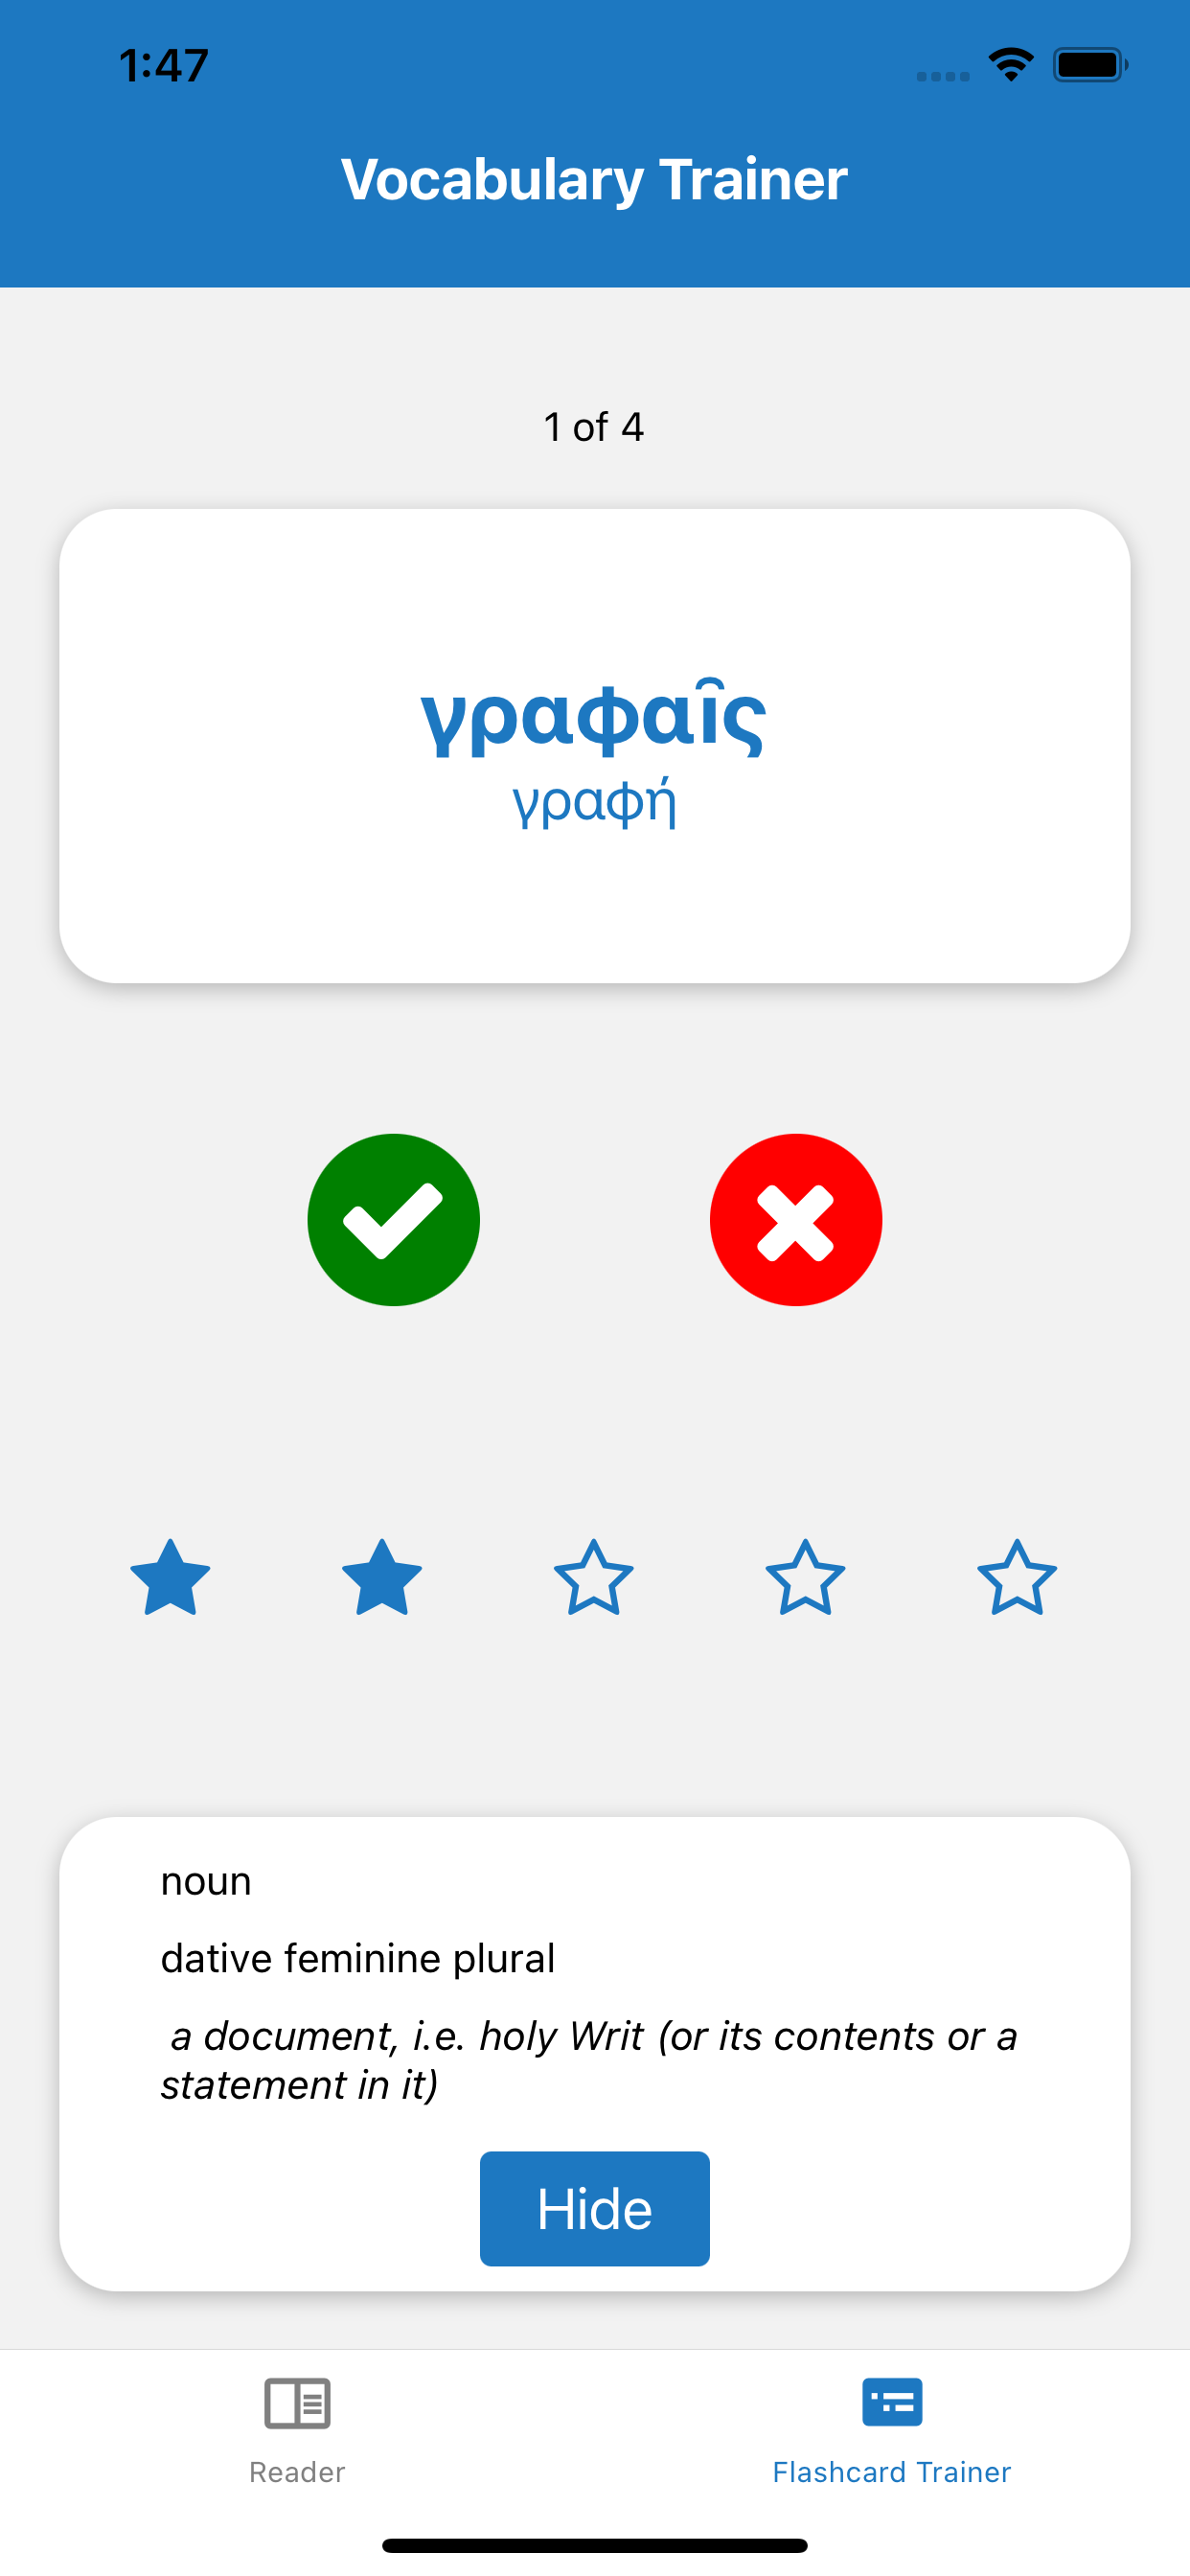 1:47
Vocabulary Trainer
1 of 4
γραφαῖς
γραφή
noun
dative feminine plural
a document, i.e. holy Writ (or its contents or a
statement in it)
Hide
Reader
Flashcard Trainer